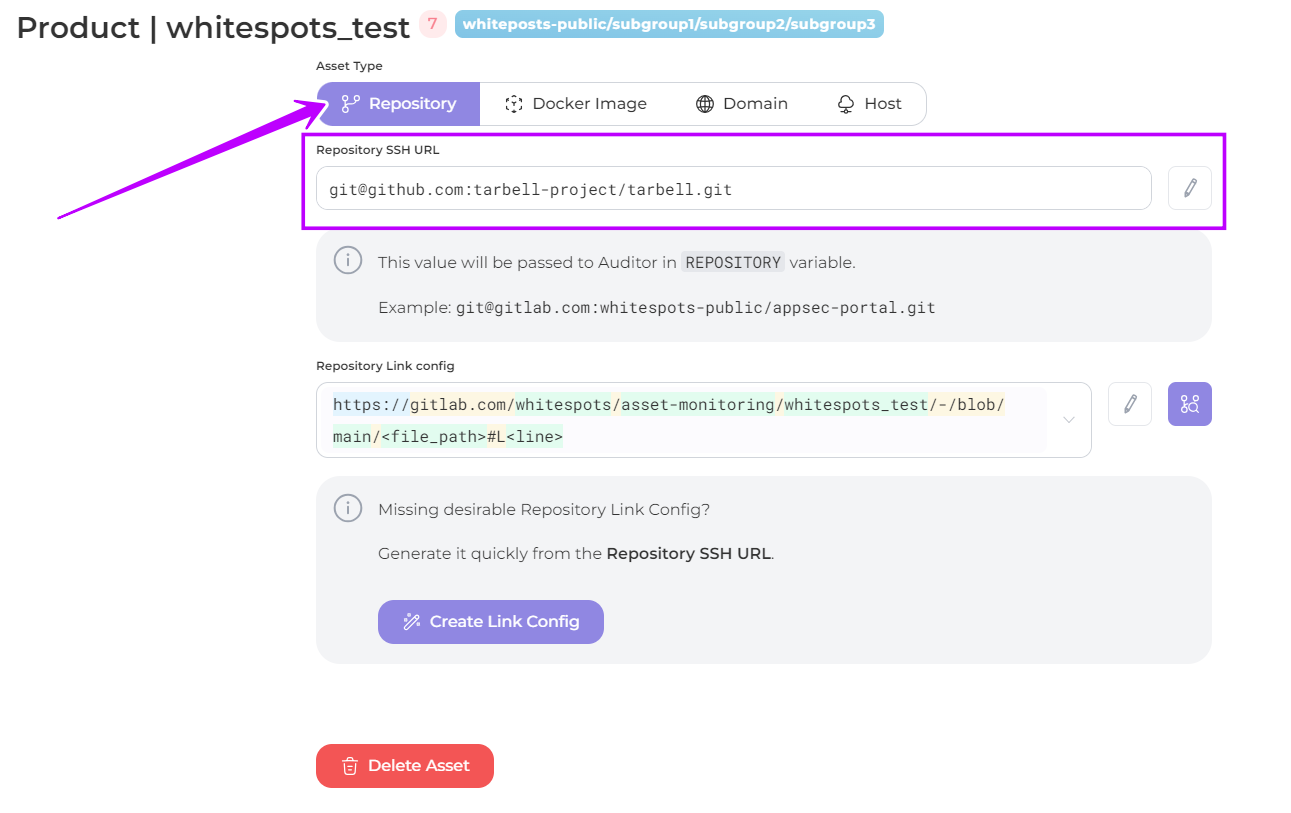 Product | whitespots_test 7 whiteposts-public/subgroup1/subgroup2/subgroup3
Asset Type
Repository Docker Image Domain Host
Repository SSH URL
git@github.com:tarbell-project/tarbell.git
This value will be passed to Auditor in REPOSITORY variable.
Example: git@gitlab.com:whitespots-public/appsec-portal.git
Repository Link config
https://gitlab.com/whitespots/asset-monitoring/whitespots_test/-/blob/
main/<file_path>#L<line>
Missing desirable Repository Link Config?
Generate it quickly from the Repository SSH URL.
Create Link Config
Delete Asset